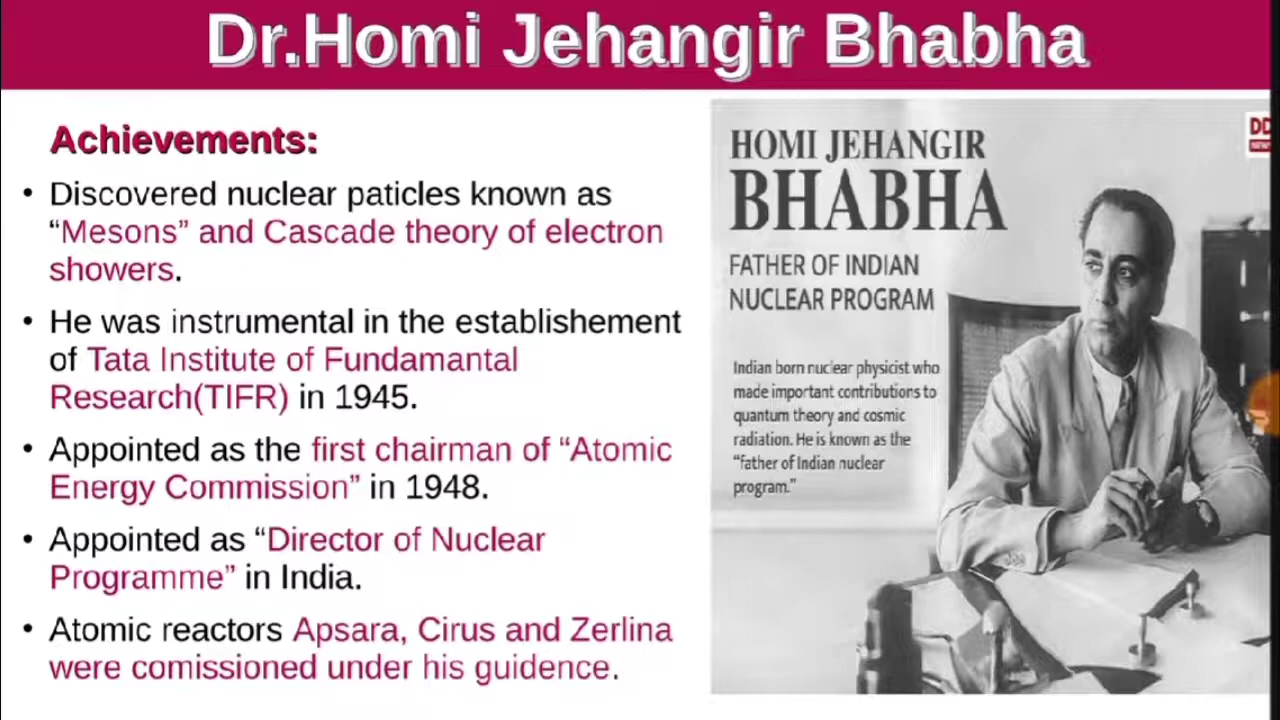 Dr.Homi Jehangir Bhabha
Achievements:
• Discovered nuclear paticles known as
“Mesons” and Cascade theory of electron
showers.
• He was instrumental in the establishement
of Tata Institute of Fundamantal
Research(TIFR) in 1945.
• Appointed as the first chairman of “Atomic
Energy Commission” in 1948.
• Appointed as “Director of Nuclear
Programme” in India.
• Atomic reactors Apsara, Cirus and Zerlina
were comissioned under his guidence.
HOMI JEHANGIR
BHABHA
FATHER OF INDIAN
NUCLEAR PROGRAM
Indian born nuclear physicist who
made important contributions to
quantum theory and cosmic
radiation. He is known as the
“father of Indian nuclear
program.”
DD
NEWS